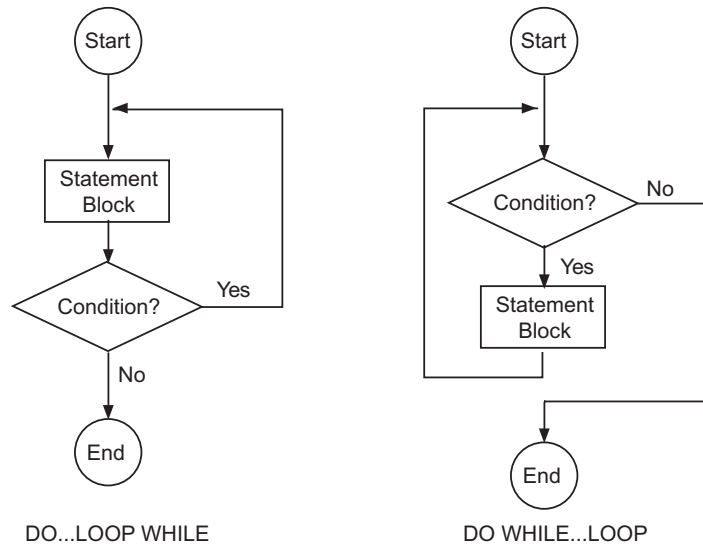 Start
Statement
Block
Condition?
Yes
No
End
DO...LOOP WHILE
Start
Condition?
No
Yes
Statement
Block
End
DO WHILE...LOOP